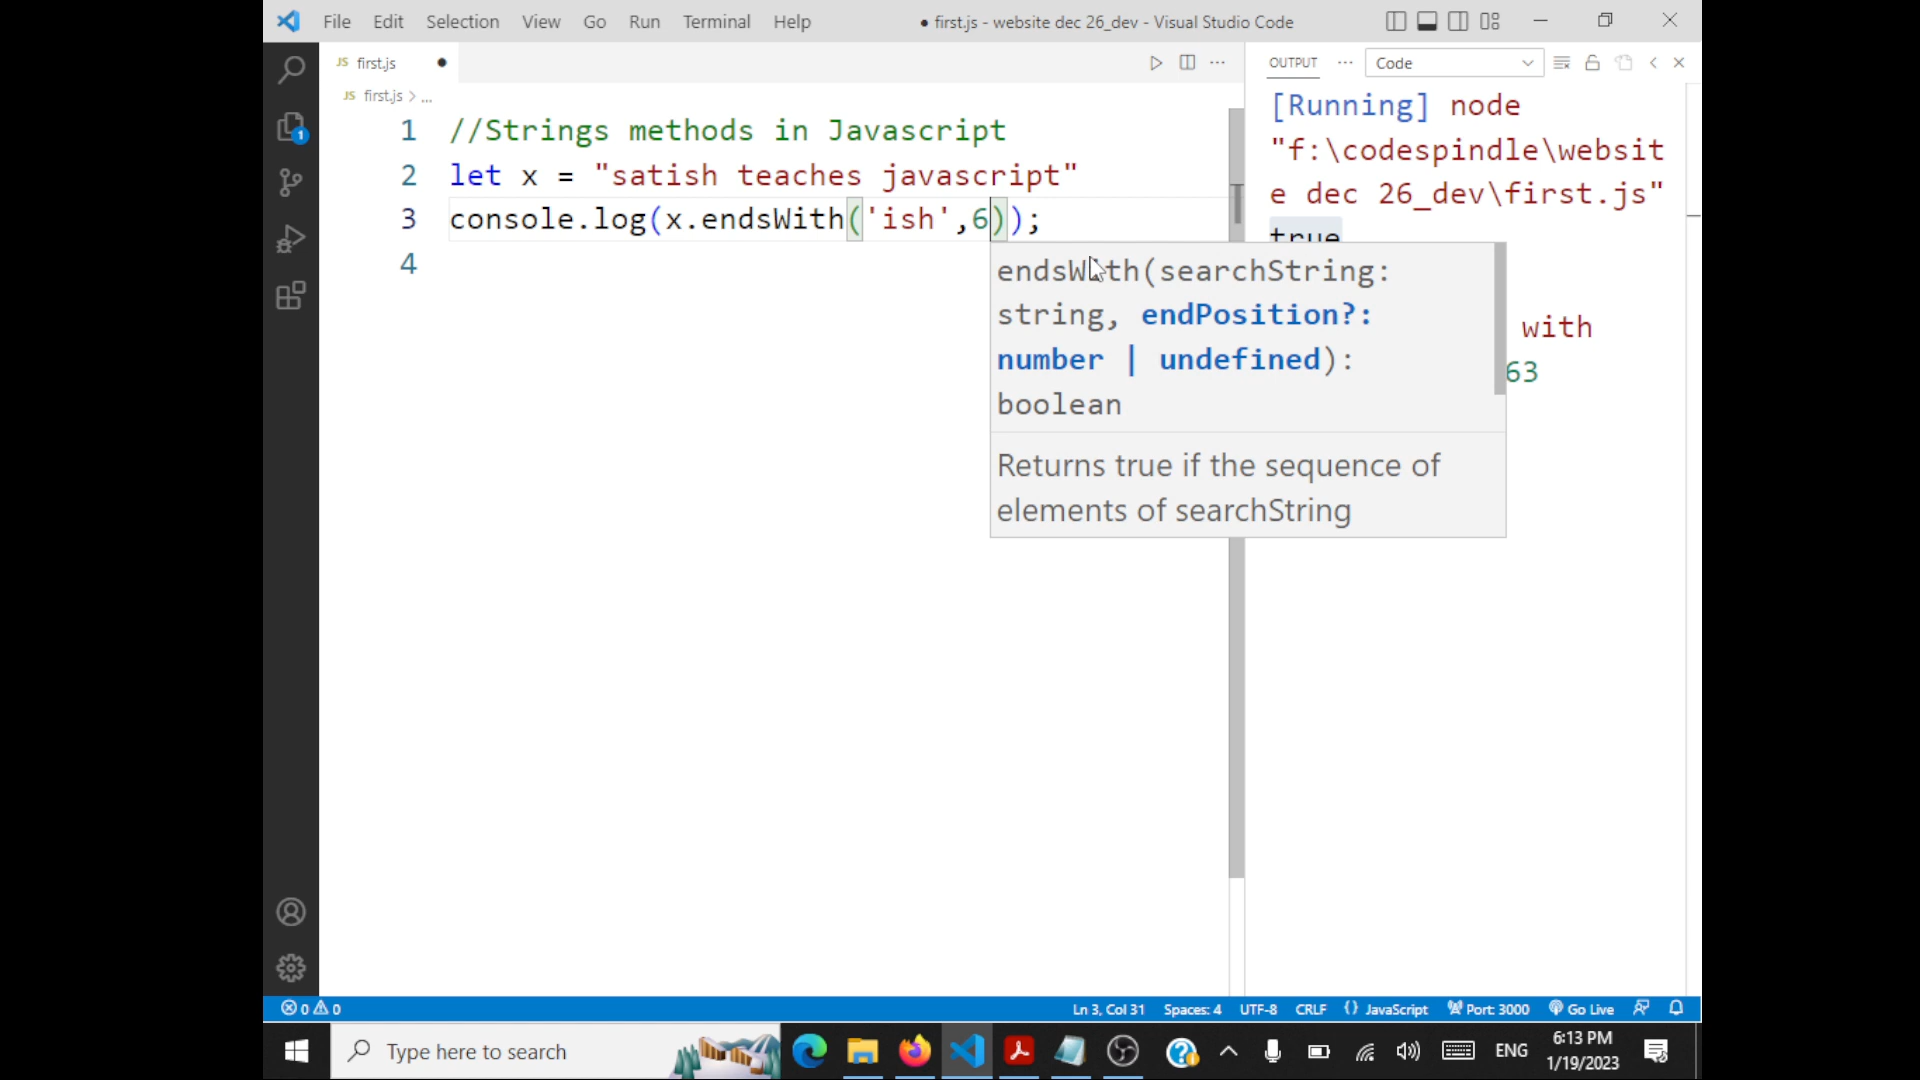 File Edit Selection View Go Run Terminal Help ● first.js - website dec 26_dev - Visual Studio Code
JS first.js ●
OUTPUT ··· Code
JS first.js > ...
1 //Strings methods in Javascript
2 let x = "satish teaches javascript"
3 console.log(x.endsWith('ish',6));
4
[Running] node
"f:\codespindle\websit
e dec 26_dev\first.js"
true
with
63
endsWith(searchString:
string, endPosition?:
number | undefined):
boolean
Returns true if the sequence of
elements of searchString
1
0 0 Ln 3, Col 31 Spaces: 4 UTF-8 CRLF {} JavaScript Port: 3000 Go Live
Type here to search
ENG
6:13 PM
1/19/2023